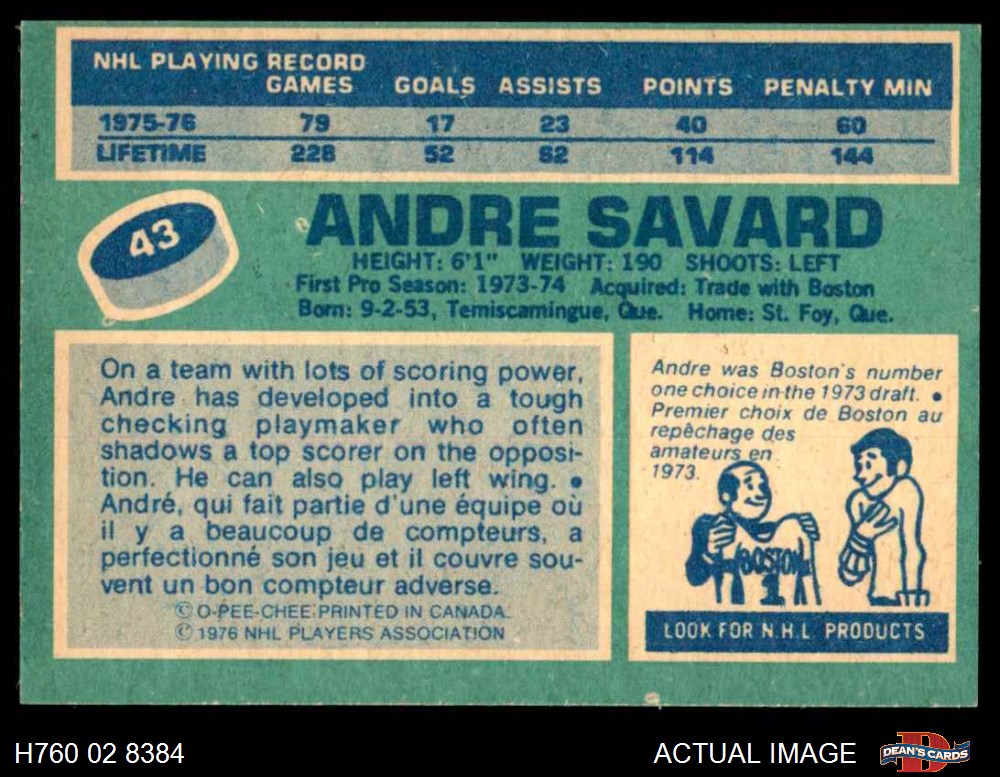 NHL PLAYING RECORD
GAMES GOALS ASSISTS POINTS PENALTY MIN
1975-76 79 17 23 40 60
LIFETIME 228 52 62 114 144
43
ANDRE SAVARD
HEIGHT: 6'1" WEIGHT: 190 SHOOTS: LEFT
First Pro Season: 1973-74 Acquired: Trade with Boston
Born: 9-2-53, Temiscamingue, Que. Home: St. Foy, Que.
On a team with lots of scoring power,
Andre has developed into a tough
checking playmaker who often
shadows a top scorer on the opposi-
tion. He can also play left wing. •
André, qui fait partie d'une équipe où
il y a beaucoup de compteurs, a
perfectionné son jeu et il couvre sou-
vent un bon compteur adverse.
© O-PEE-CHEE PRINTED IN CANADA
© 1976 NHL PLAYERS ASSOCIATION
Andre was Boston's number
one choice in the 1973 draft. •
Premier choix de Boston au
repêchage des
amateurs en
1973.
BOSTON
1
LOOK FOR N.H.L. PRODUCTS
H760 02 8384
ACTUAL IMAGE
D
DEAN'S CARDS